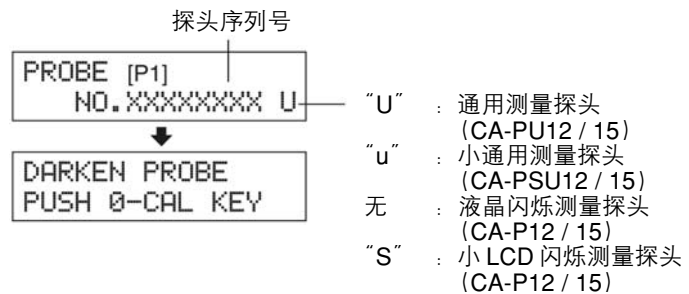 探头序列号
PROBE [P1]
NO.XXXXXXXX U
DARKEN PROBE
PUSH 0-CAL KEY
"U" : 通用测量探头
(CA-PU12 / 15)
"u" : 小通用测量探头
(CA-PSU12 / 15)
无 : 液晶闪烁测量探头
(CA-P12 / 15)
"S" : 小 LCD 闪烁测量探头
(CA-P12 / 15)